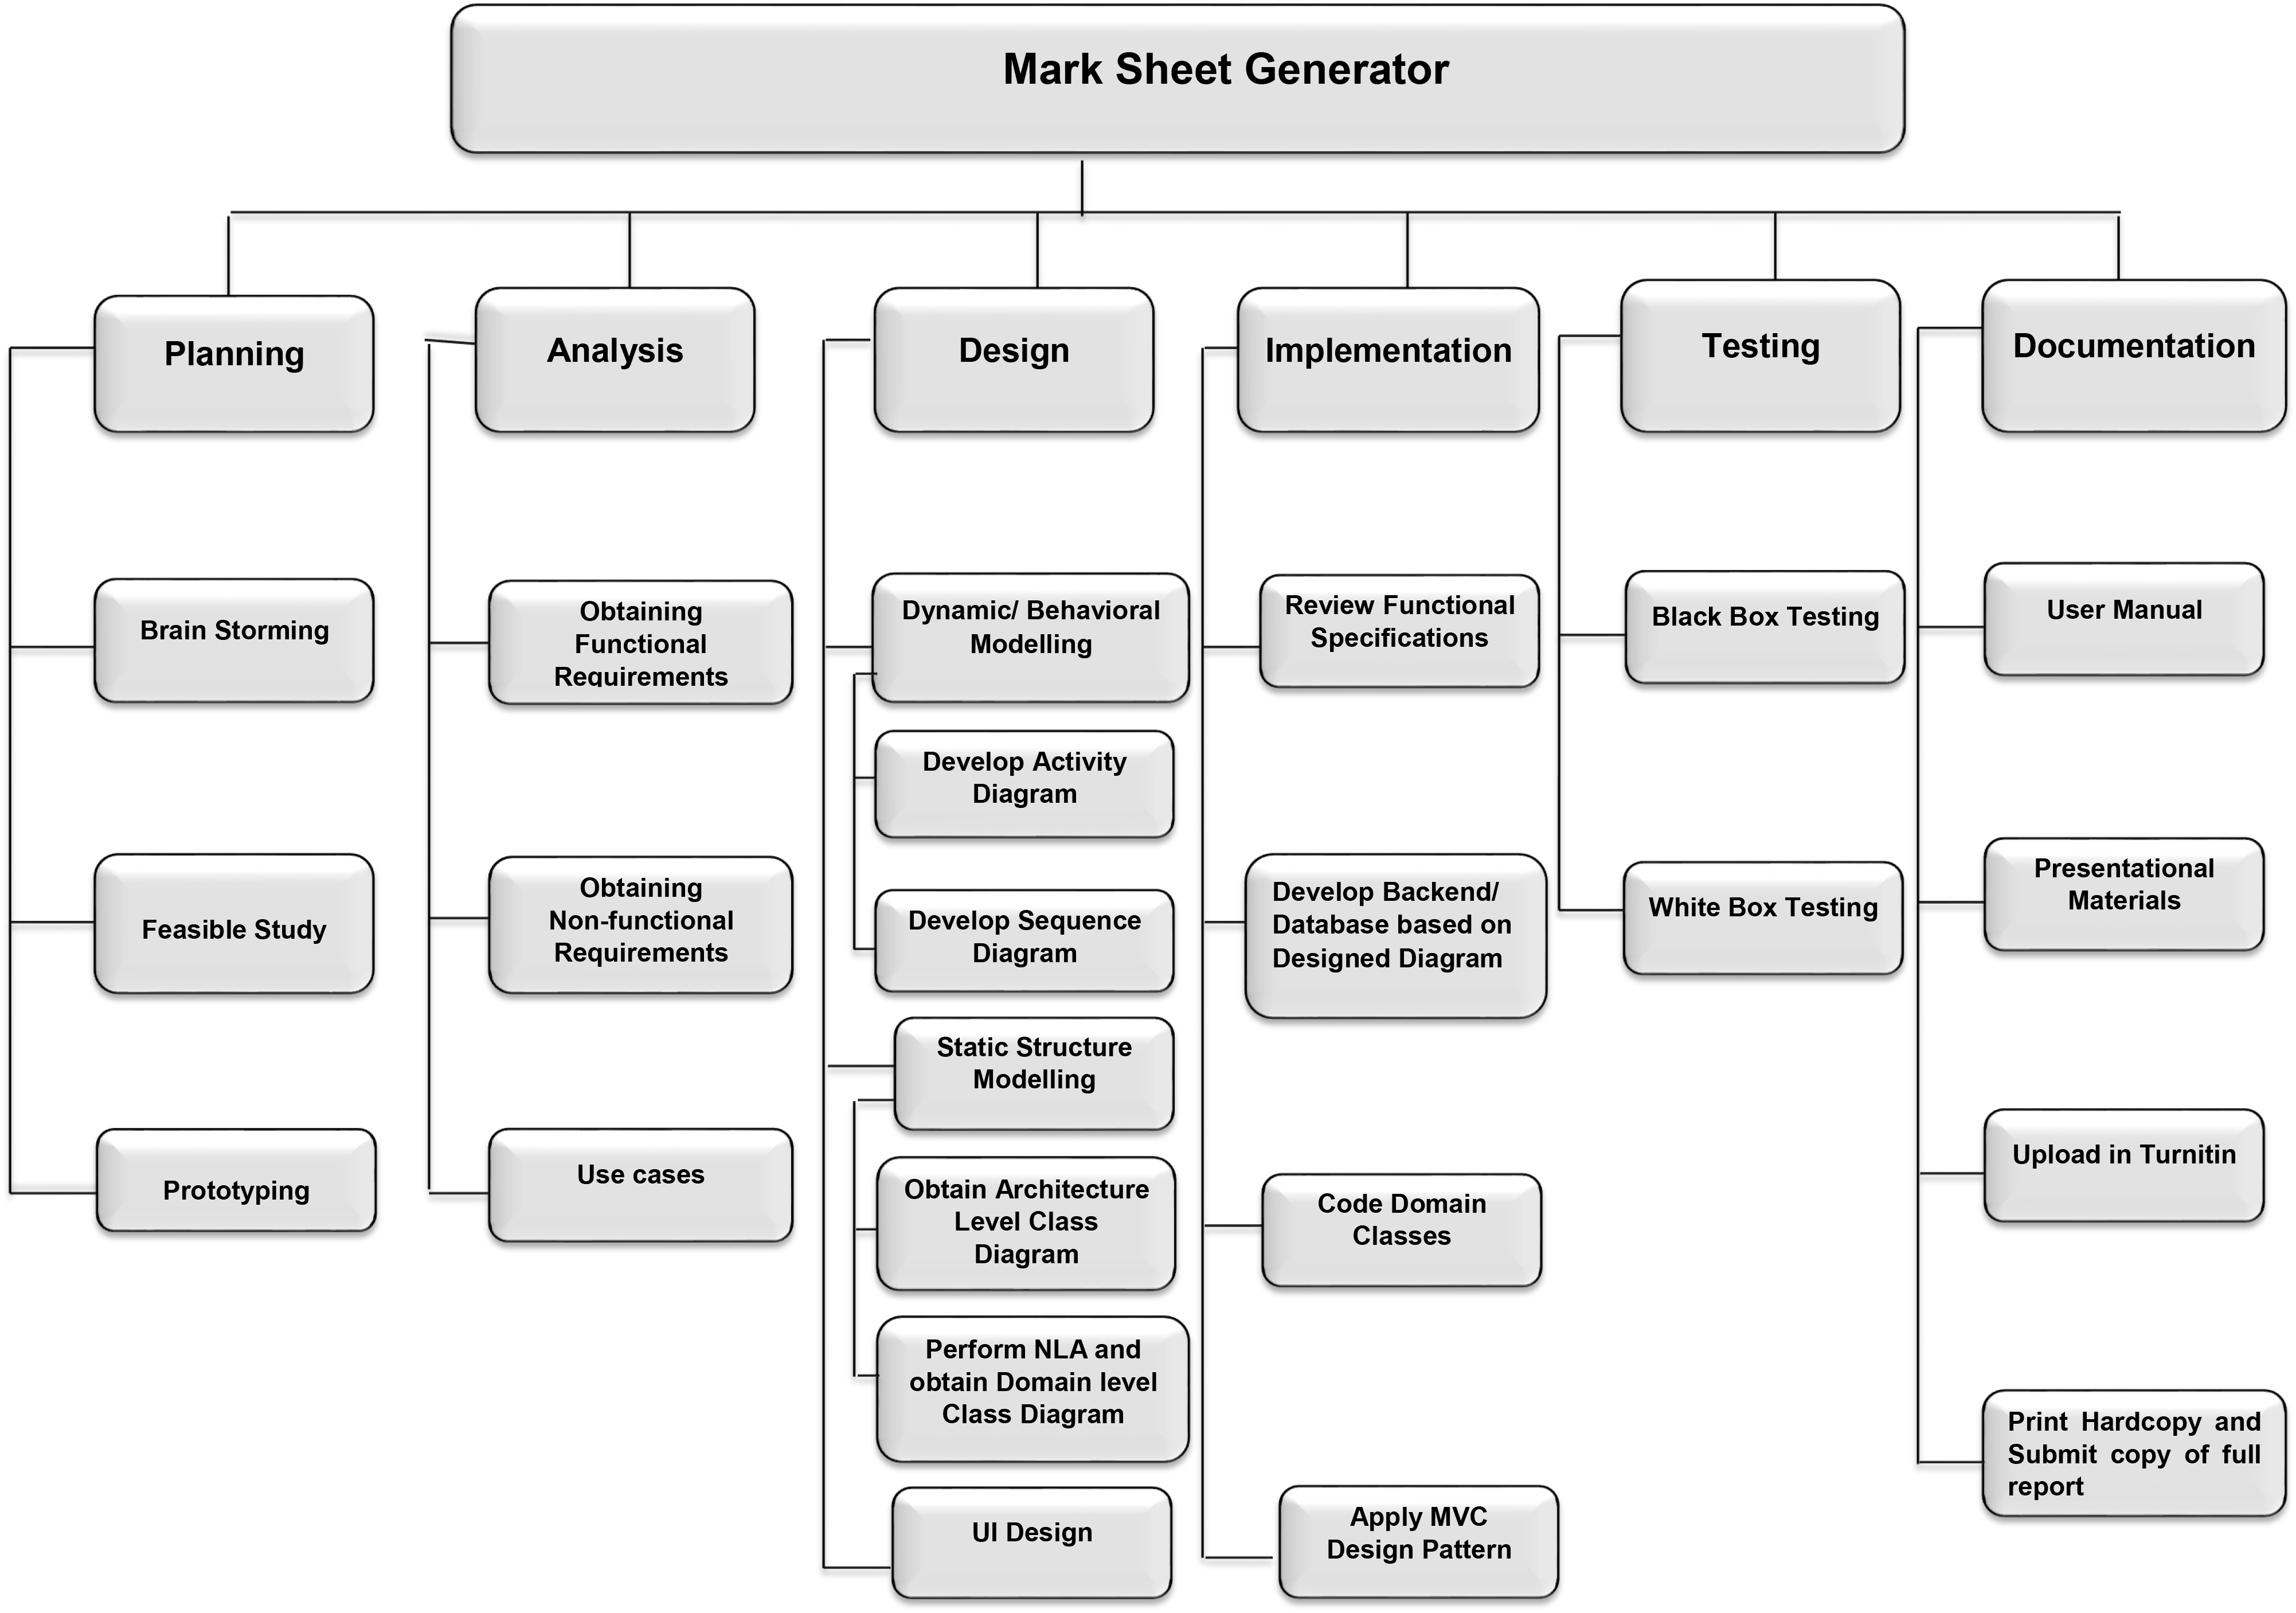 Mark Sheet Generator
Planning
Analysis
Design
Implementation
Testing
Documentation
Brain Storming
Feasible Study
Prototyping
Obtaining
Functional
Requirements
Obtaining
Non-functional
Requirements
Use cases
Dynamic/ Behavioral
Modelling
Develop Activity
Diagram
Develop Sequence
Diagram
Static Structure
Modelling
Obtain Architecture
Level Class
Diagram
Perform NLA and
obtain Domain level
Class Diagram
UI Design
Review Functional
Specifications
Develop Backend/
Database based on
Designed Diagram
Code Domain
Classes
Apply MVC
Design Pattern
Black Box Testing
White Box Testing
User Manual
Presentational
Materials
Upload in Turnitin
Print Hardcopy and
Submit copy of full
report